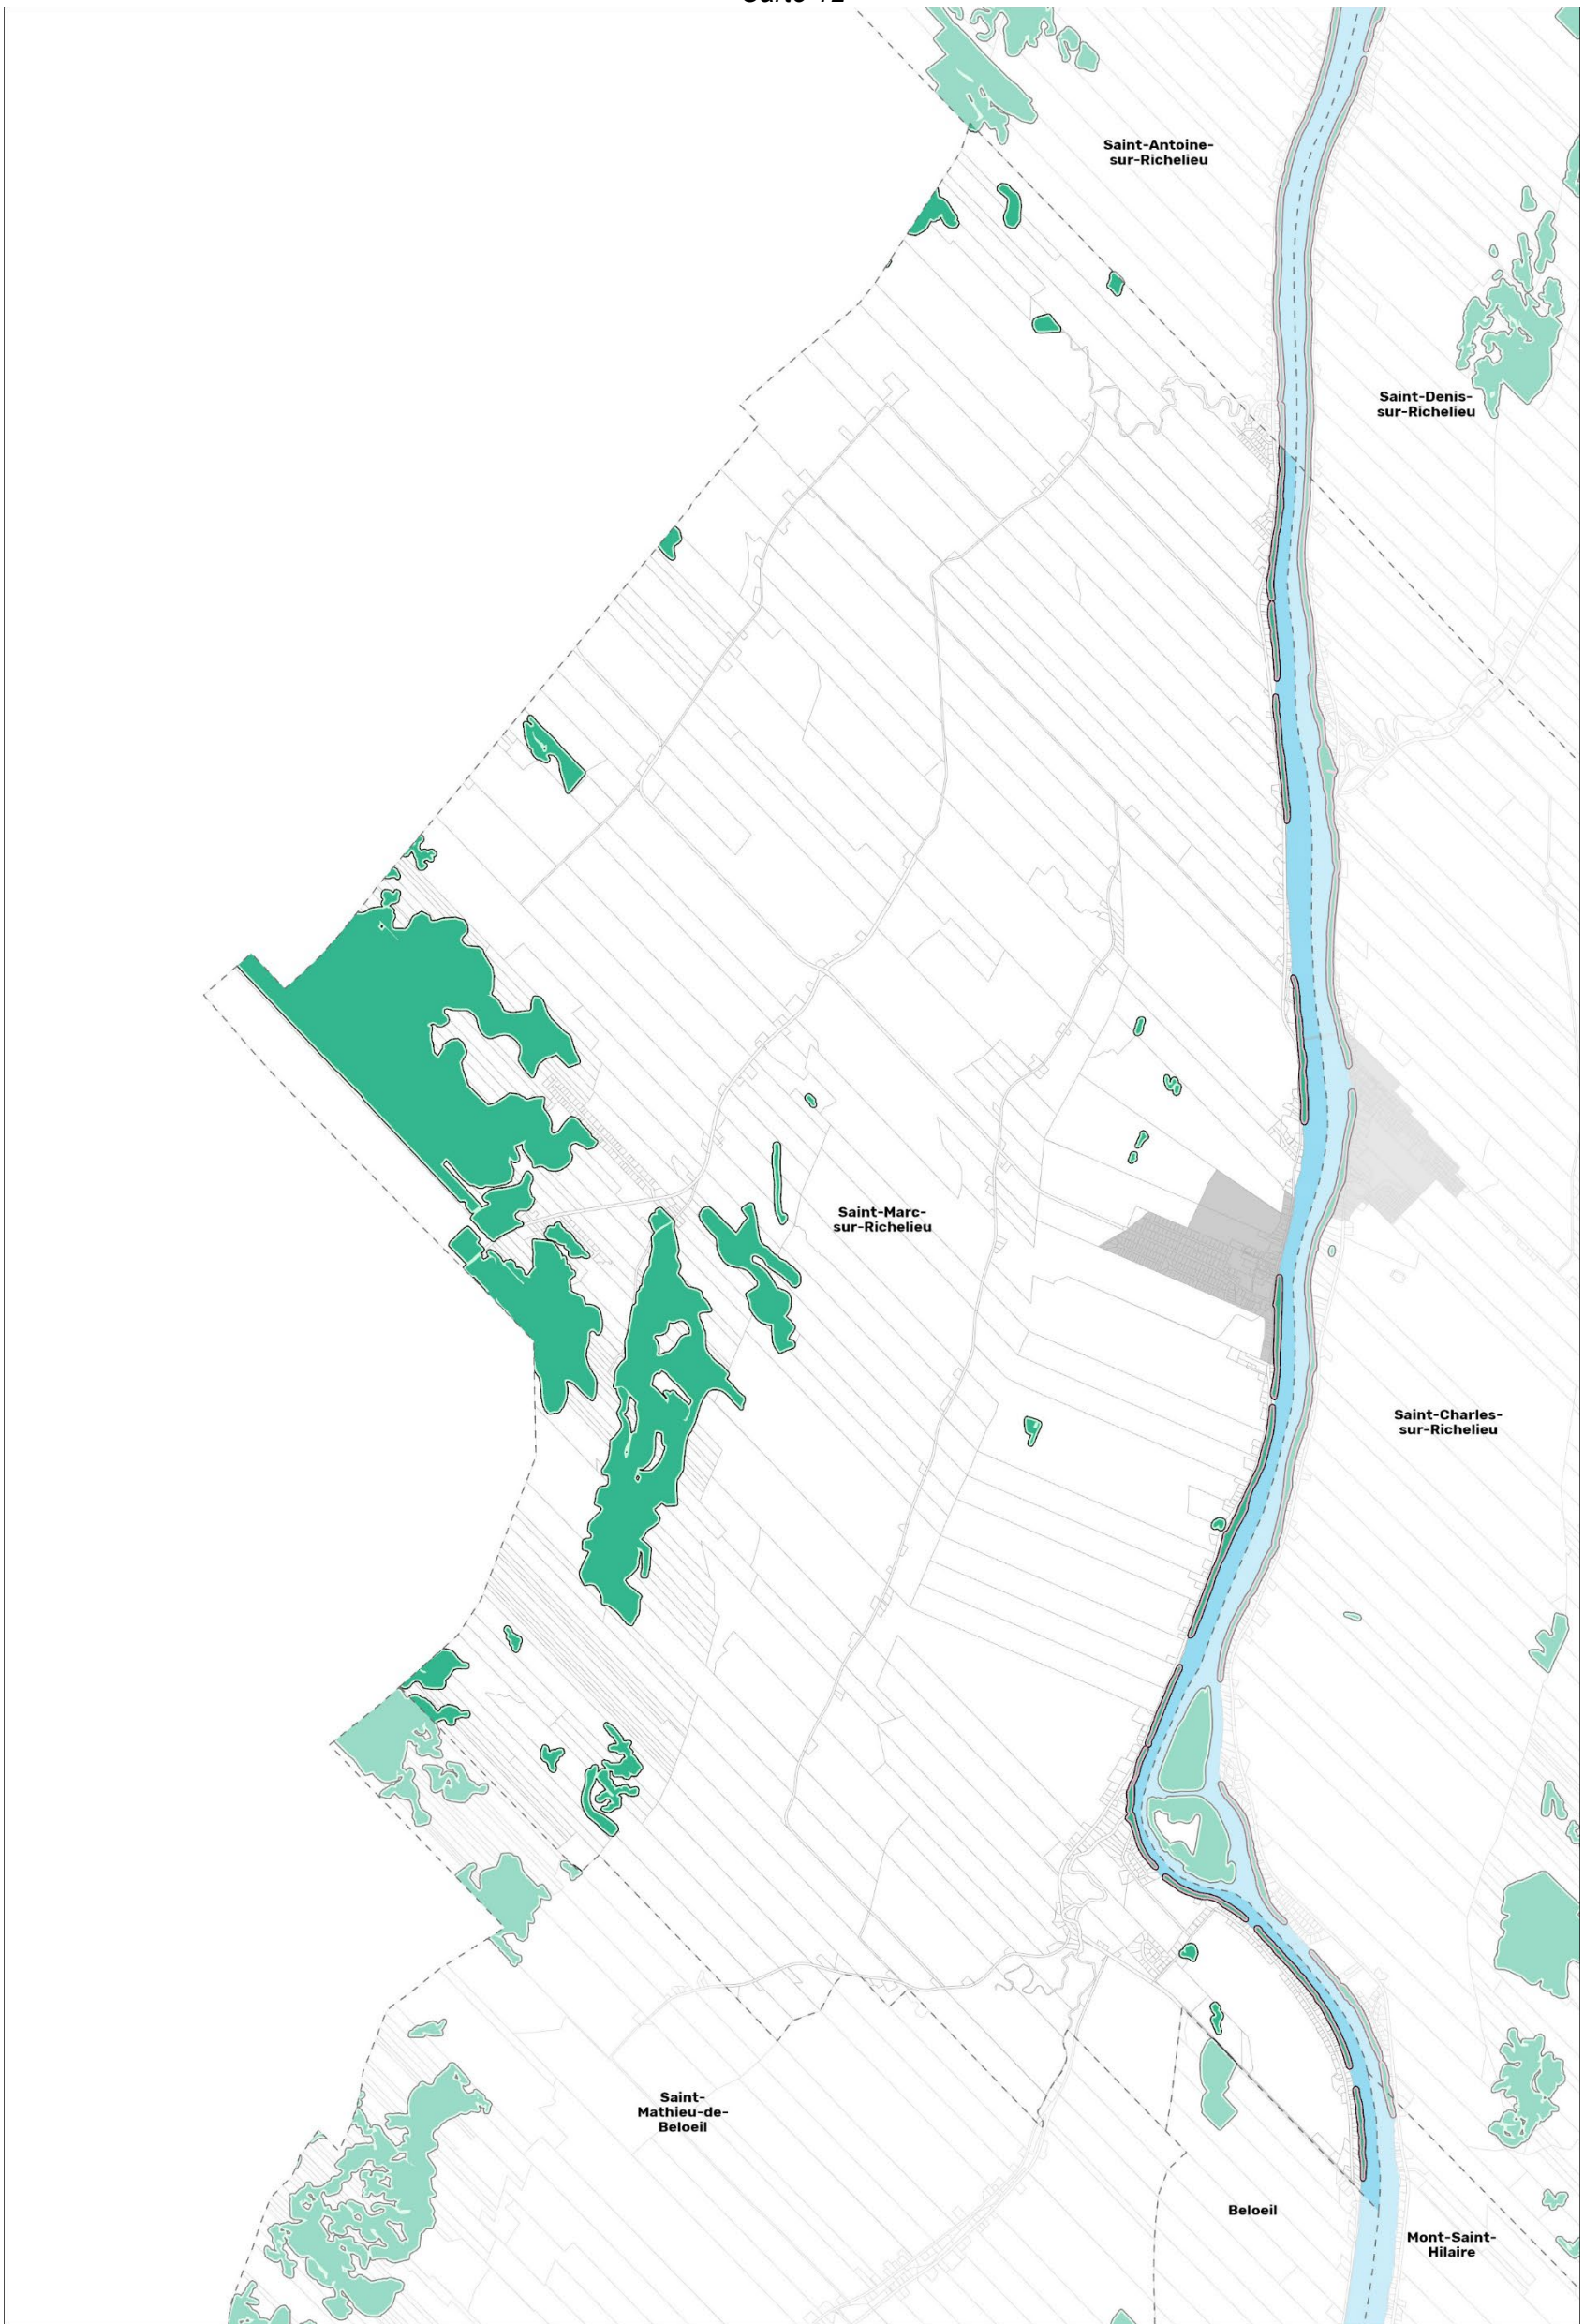 Saint-Antoine-
sur-Richelieu
Saint-Denis-
sur-Richelieu
Saint-Marc-
sur-Richelieu
Saint-Charles-
sur-Richelieu
Saint-
Mathieu-de-
Beloeil
Beloeil
Mont-Saint-
Hilaire